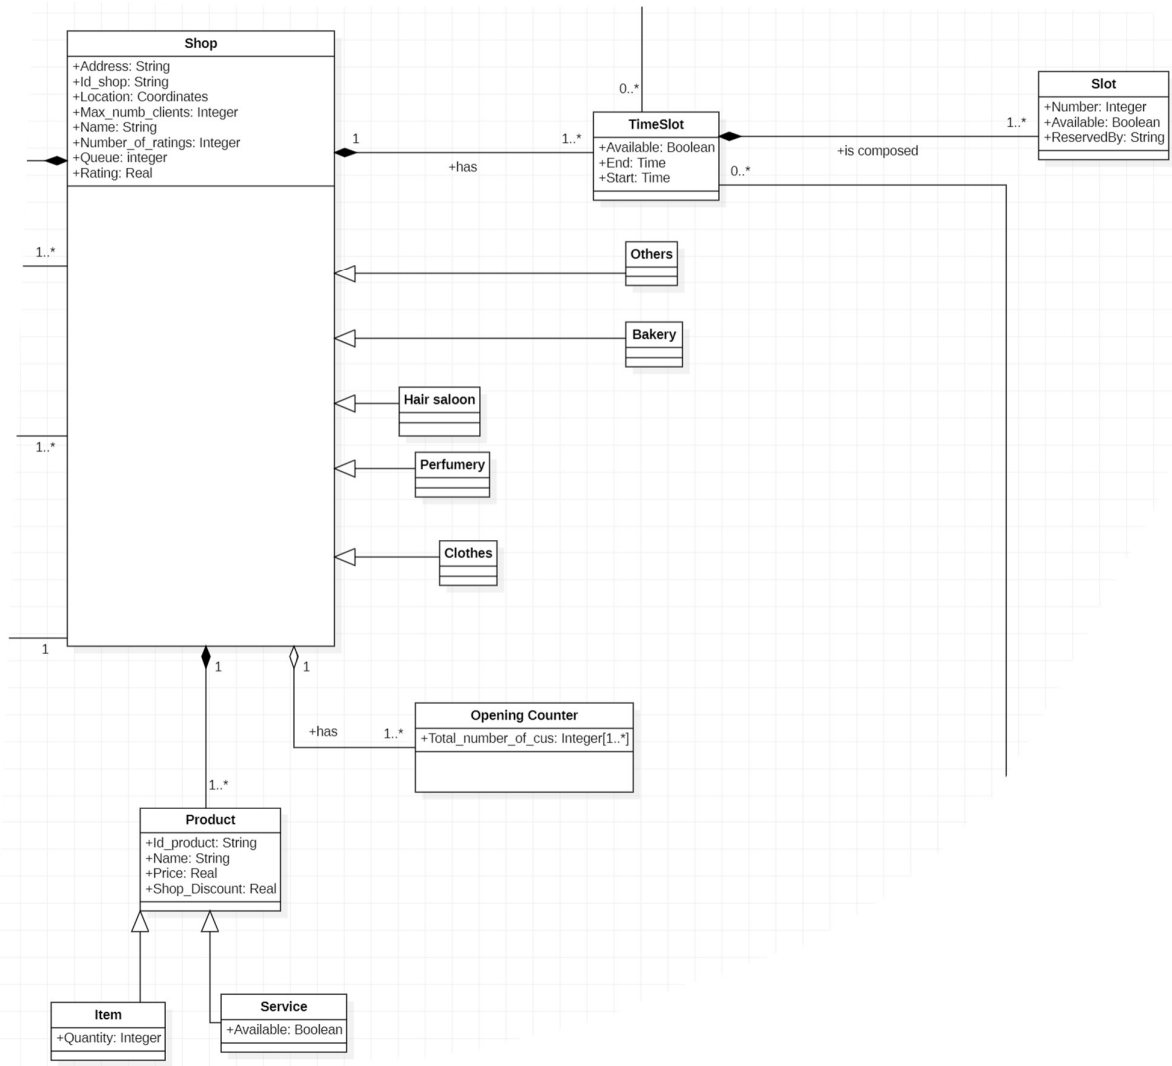 Shop
+Address: String
+Id_shop: String
+Location: Coordinates
+Max_numb_clients: Integer
+Name: String
+Number_of_ratings: Integer
+Queue: integer
+Rating: Real
1
+has
1..*
0..*
TimeSlot
+Available: Boolean
+End: Time
+Start: Time
0..*
+is composed
1..*
Slot
+Number: Integer
+Available: Boolean
+ReservedBy: String
1..*
1..*
1
Others
Bakery
Hair saloon
Perfumery
Clothes
1
1..*
1
+has
1..*
Opening Counter
+Total_number_of_cus: Integer[1..*]
Product
+Id_product: String
+Name: String
+Price: Real
+Shop_Discount: Real
Item
+Quantity: Integer
Service
+Available: Boolean